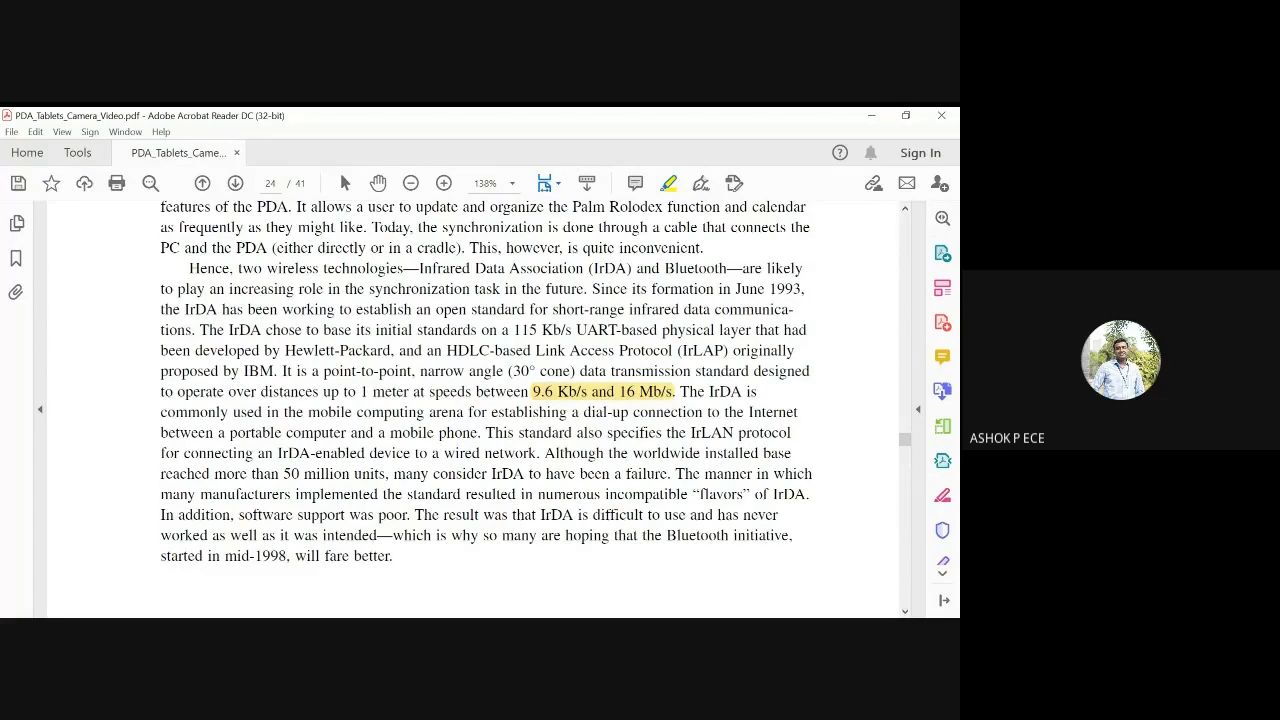 PDA_Tablets_Camera_Video.pdf - Adobe Acrobat Reader DC (32-bit)
File Edit View Sign Window Help
Home Tools PDA_Tablets_Came... × Sign In
24 / 41 138%
features of the PDA. It allows a user to update and organize the Palm Rolodex function and calendar
as frequently as they might like. Today, the synchronization is done through a cable that connects the
PC and the PDA (either directly or in a cradle). This, however, is quite inconvenient.
Hence, two wireless technologies—Infrared Data Association (IrDA) and Bluetooth—are likely
to play an increasing role in the synchronization task in the future. Since its formation in June 1993,
the IrDA has been working to establish an open standard for short-range infrared data communica-
tions. The IrDA chose to base its initial standards on a 115 Kb/s UART-based physical layer that had
been developed by Hewlett-Packard, and an HDLC-based Link Access Protocol (IrLAP) originally
proposed by IBM. It is a point-to-point, narrow angle (30° cone) data transmission standard designed
to operate over distances up to 1 meter at speeds between 9.6 Kb/s and 16 Mb/s. The IrDA is
commonly used in the mobile computing arena for establishing a dial-up connection to the Internet
between a portable computer and a mobile phone. This standard also specifies the IrLAN protocol
for connecting an IrDA-enabled device to a wired network. Although the worldwide installed base
reached more than 50 million units, many consider IrDA to have been a failure. The manner in which
many manufacturers implemented the standard resulted in numerous incompatible “flavors” of IrDA.
In addition, software support was poor. The result was that IrDA is difficult to use and has never
worked as well as it was intended—which is why so many are hoping that the Bluetooth initiative,
started in mid-1998, will fare better.
ASHOK P ECE